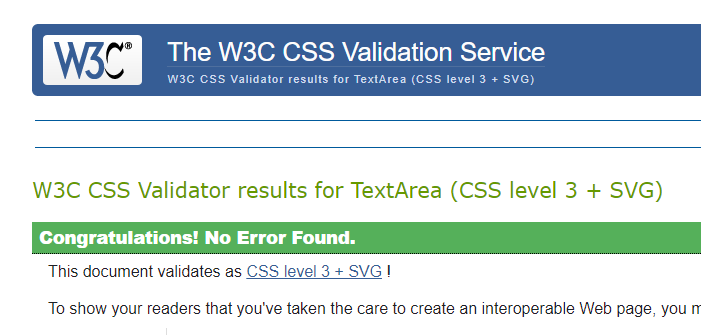 W3C®
The W3C CSS Validation Service
W3C CSS Validator results for TextArea (CSS level 3 + SVG)
W3C CSS Validator results for TextArea (CSS level 3 + SVG)
Congratulations! No Error Found.
This document validates as CSS level 3 + SVG !
To show your readers that you've taken the care to create an interoperable Web page, you m